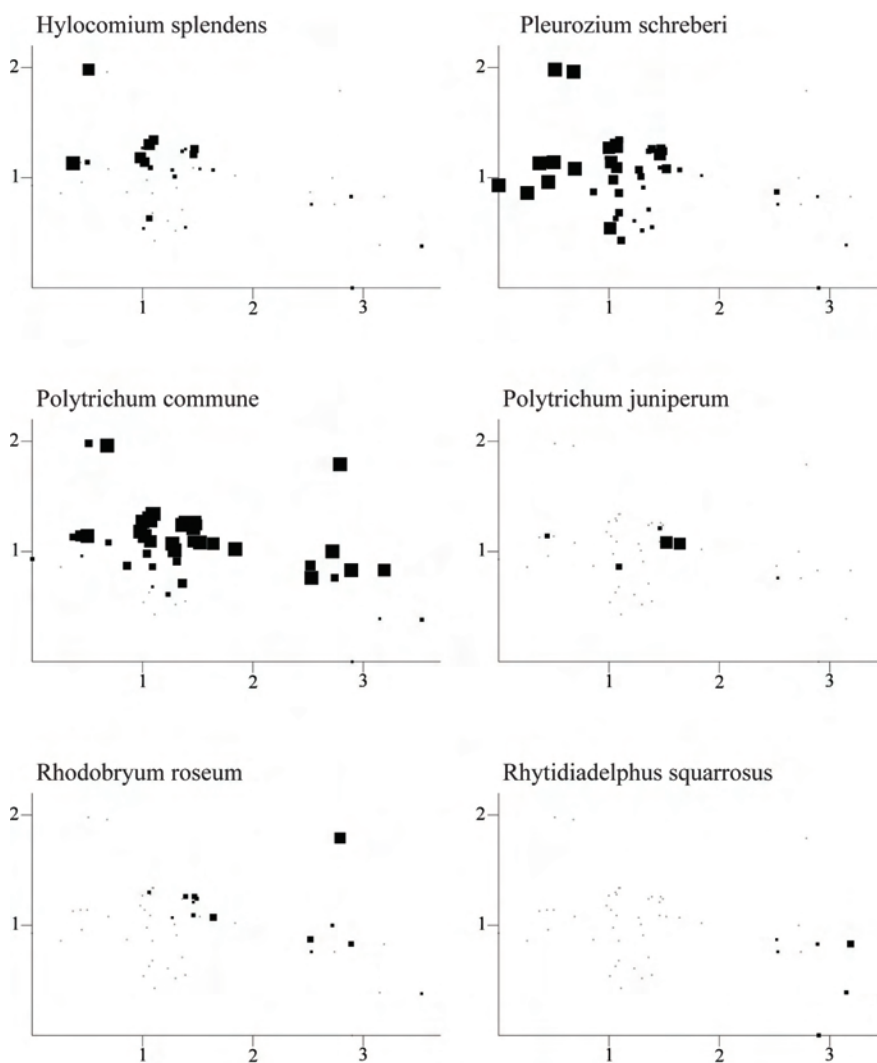 Hylocomium splendens
Pleurozium schreberi
2
1
1 2 3
2
1
1 2 3
Polytrichum commune
Polytrichum juniperum
2
1
1 2 3
2
1
1 2 3
Rhodobryum roseum
Rhytidiadelphus squarrosus
2
1
1 2 3
2
1
1 2 3